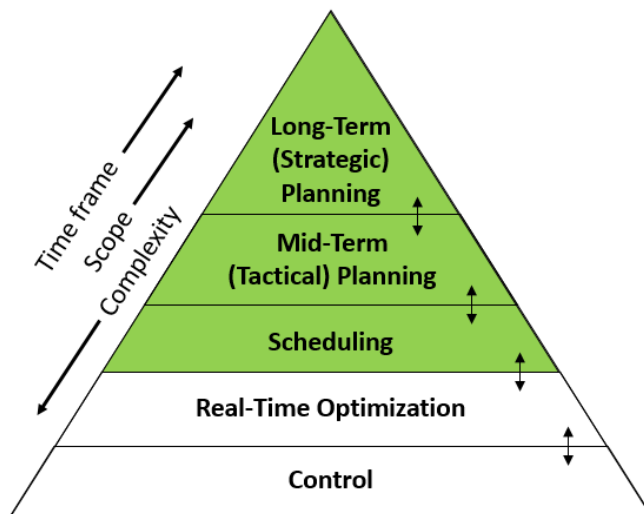 Time frame
Scope
Complexity
Long-Term
(Strategic)
Planning
Mid-Term
(Tactical) Planning
Scheduling
Real-Time Optimization
Control